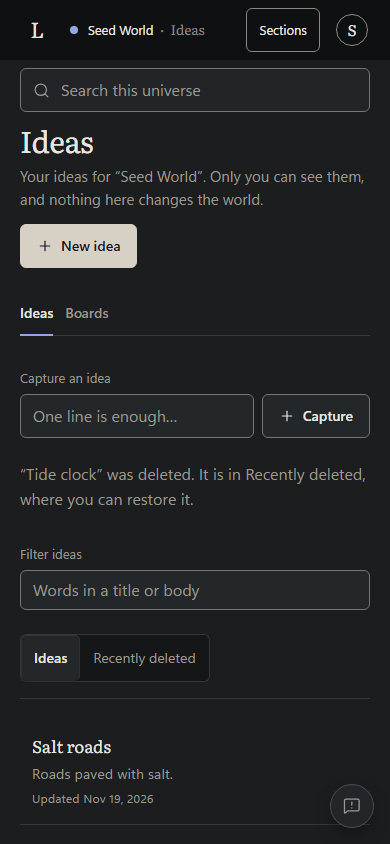 L
Seed World · Ideas
Sections
S
Search this universe
Ideas
Your ideas for “Seed World”. Only you can see them,
and nothing here changes the world.
+ New idea
Ideas
Boards
Capture an idea
One line is enough...
+ Capture
“Tide clock” was deleted. It is in Recently deleted,
where you can restore it.
Filter ideas
Words in a title or body
Ideas
Recently deleted
Salt roads
Roads paved with salt.
Updated Nov 19, 2026